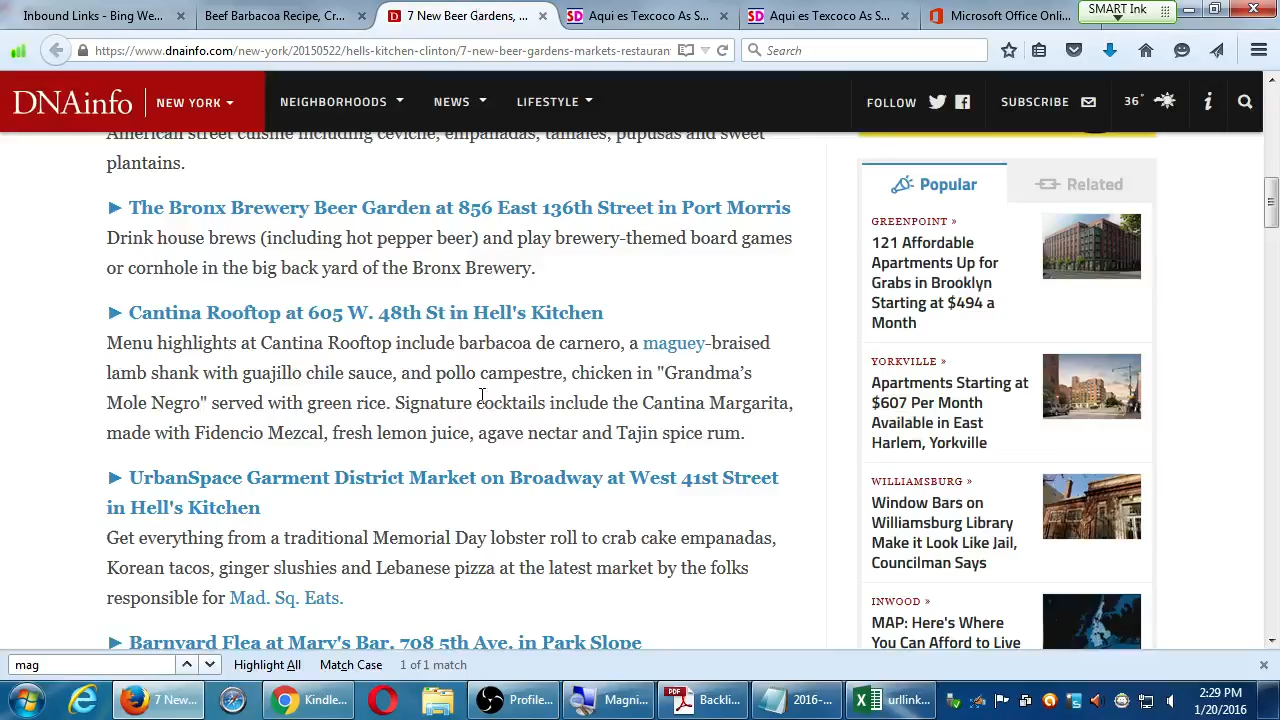 Inbound Links - Bing We...
Beef Barbacoa Recipe, Cr...
7 New Beer Gardens, ...
Aqui es Texcoco As S...
Aqui es Texcoco As S...
Microsoft Office Onl...
SMART Ink
https://www.dnainfo.com/new-york/20150522/hells-kitchen-clinton/7-new-beer-gardens-markets-restaurant
Search
DNAinfo
NEW YORK
NEIGHBORHOODS
NEWS
LIFESTYLE
FOLLOW
SUBSCRIBE
36°
American street cuisine including ceviche, empanadas, tamales, pupusas and sweet
plantains.
► The Bronx Brewery Beer Garden at 856 East 136th Street in Port Morris
Drink house brews (including hot pepper beer) and play brewery-themed board games
or cornhole in the big back yard of the Bronx Brewery.
► Cantina Rooftop at 605 W. 48th St in Hell's Kitchen
Menu highlights at Cantina Rooftop include barbacoa de carnero, a maguey-braised
lamb shank with guajillo chile sauce, and pollo campestre, chicken in "Grandma's
Mole Negro" served with green rice. Signature cocktails include the Cantina Margarita,
made with Fidencio Mezcal, fresh lemon juice, agave nectar and Tajin spice rum.
► UrbanSpace Garment District Market on Broadway at West 41st Street
in Hell's Kitchen
Get everything from a traditional Memorial Day lobster roll to crab cake empanadas,
Korean tacos, ginger slushies and Lebanese pizza at the latest market by the folks
responsible for Mad. Sq. Eats.
► Barnyard Flea at Mary's Bar, 708 5th Ave. in Park Slope
Popular
Related
GREENPOINT »
121 Affordable
Apartments Up for
Grabs in Brooklyn
Starting at $494 a
Month
YORKVILLE »
Apartments Starting at
$607 Per Month
Available in East
Harlem, Yorkville
WILLIAMSBURG »
Window Bars on
Williamsburg Library
Make it Look Like Jail,
Councilman Says
INWOOD »
MAP: Here's Where
You Can Afford to Live
mag
Highlight All
Match Case
1 of 1 match
7 New...
Kindle...
Profile...
Magni...
Backli...
2016-...
urllink...
2:29 PM
1/20/2016